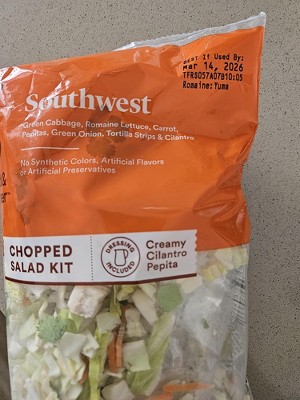 BEST If Used By:
Mar 14, 2026
TFRS057A07B10:05
Romaine: Yuma
Southwest
Green Cabbage, Romaine Lettuce, Carrot,
Pepitas, Green Onion, Tortilla Strips & Cilantro
No Synthetic Colors, Artificial Flavors
or Artificial Preservatives
&
CHOPPED
SALAD KIT
DRESSING
INCLUDED
Creamy
Cilantro
Pepita